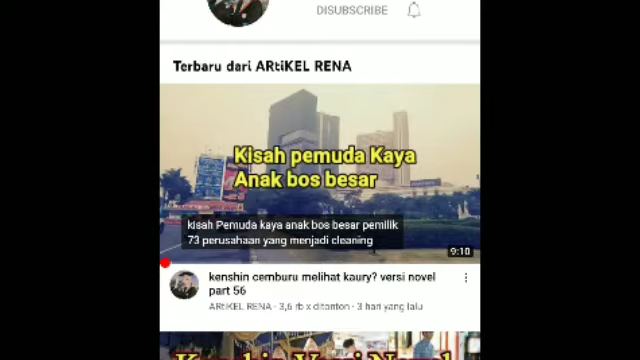 DISUBSCRIBE
Terbaru dari ARtiKEL RENA
Kisah pemuda Kaya
Anak bos besar
kisah Pemuda kaya anak bos besar pemilik
73 perusahaan yang menjadi cleaning
9:10
kenshin cemburu melihat kaury? versi novel
part 56
ARtiKEL RENA · 3,6 rb x ditonton · 3 hari yang lalu